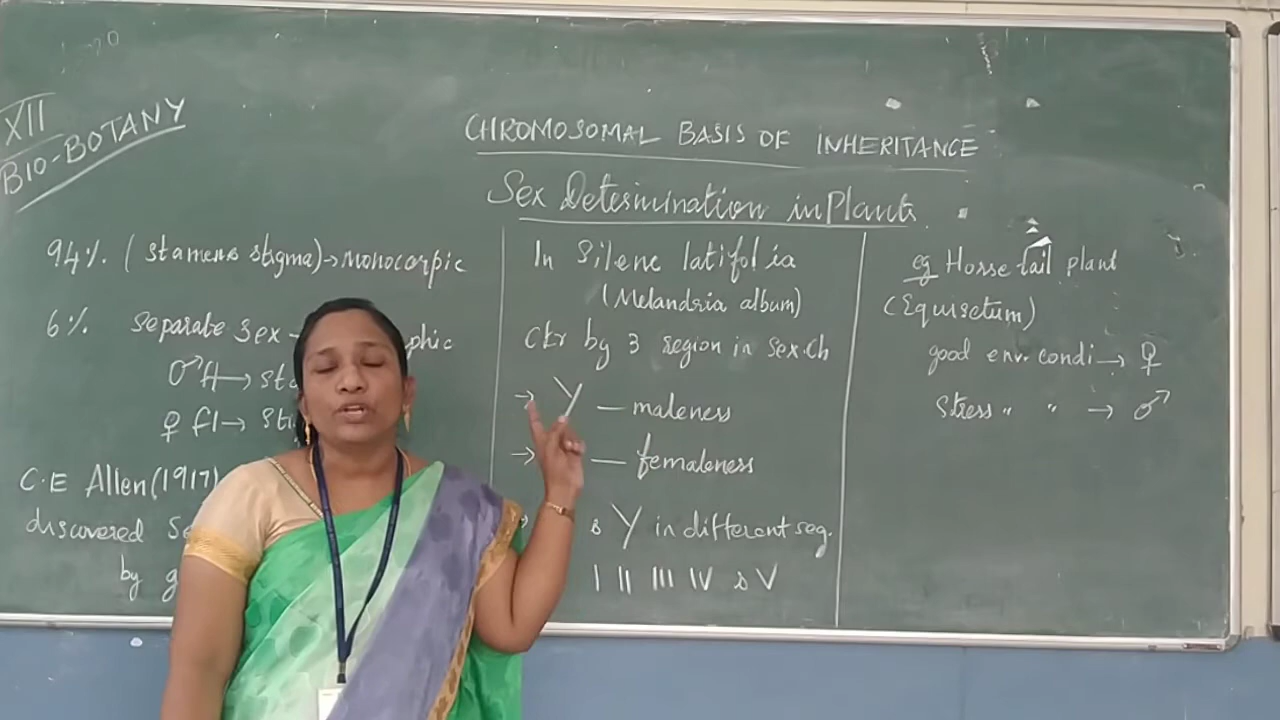 XII
BIO-BOTANY
CHROMOSOMAL BASIS OF INHERITANCE
Sex Determination in Plants
94% (stamens stigma)→monocarpic
6% separate sex
♂fl→
♀ fl→
C.E Allen(1917)
discovered
by
In Silene latifolia
(Melandria album)
Ctr by 3 region in sex.Ch
→ Y — maleness
→ — femaleness
& Y in different seg.
I II III IV & V
eg Horse tail plant
(Equisetum)
good env. condi→ ♀
Stress " " → ♂